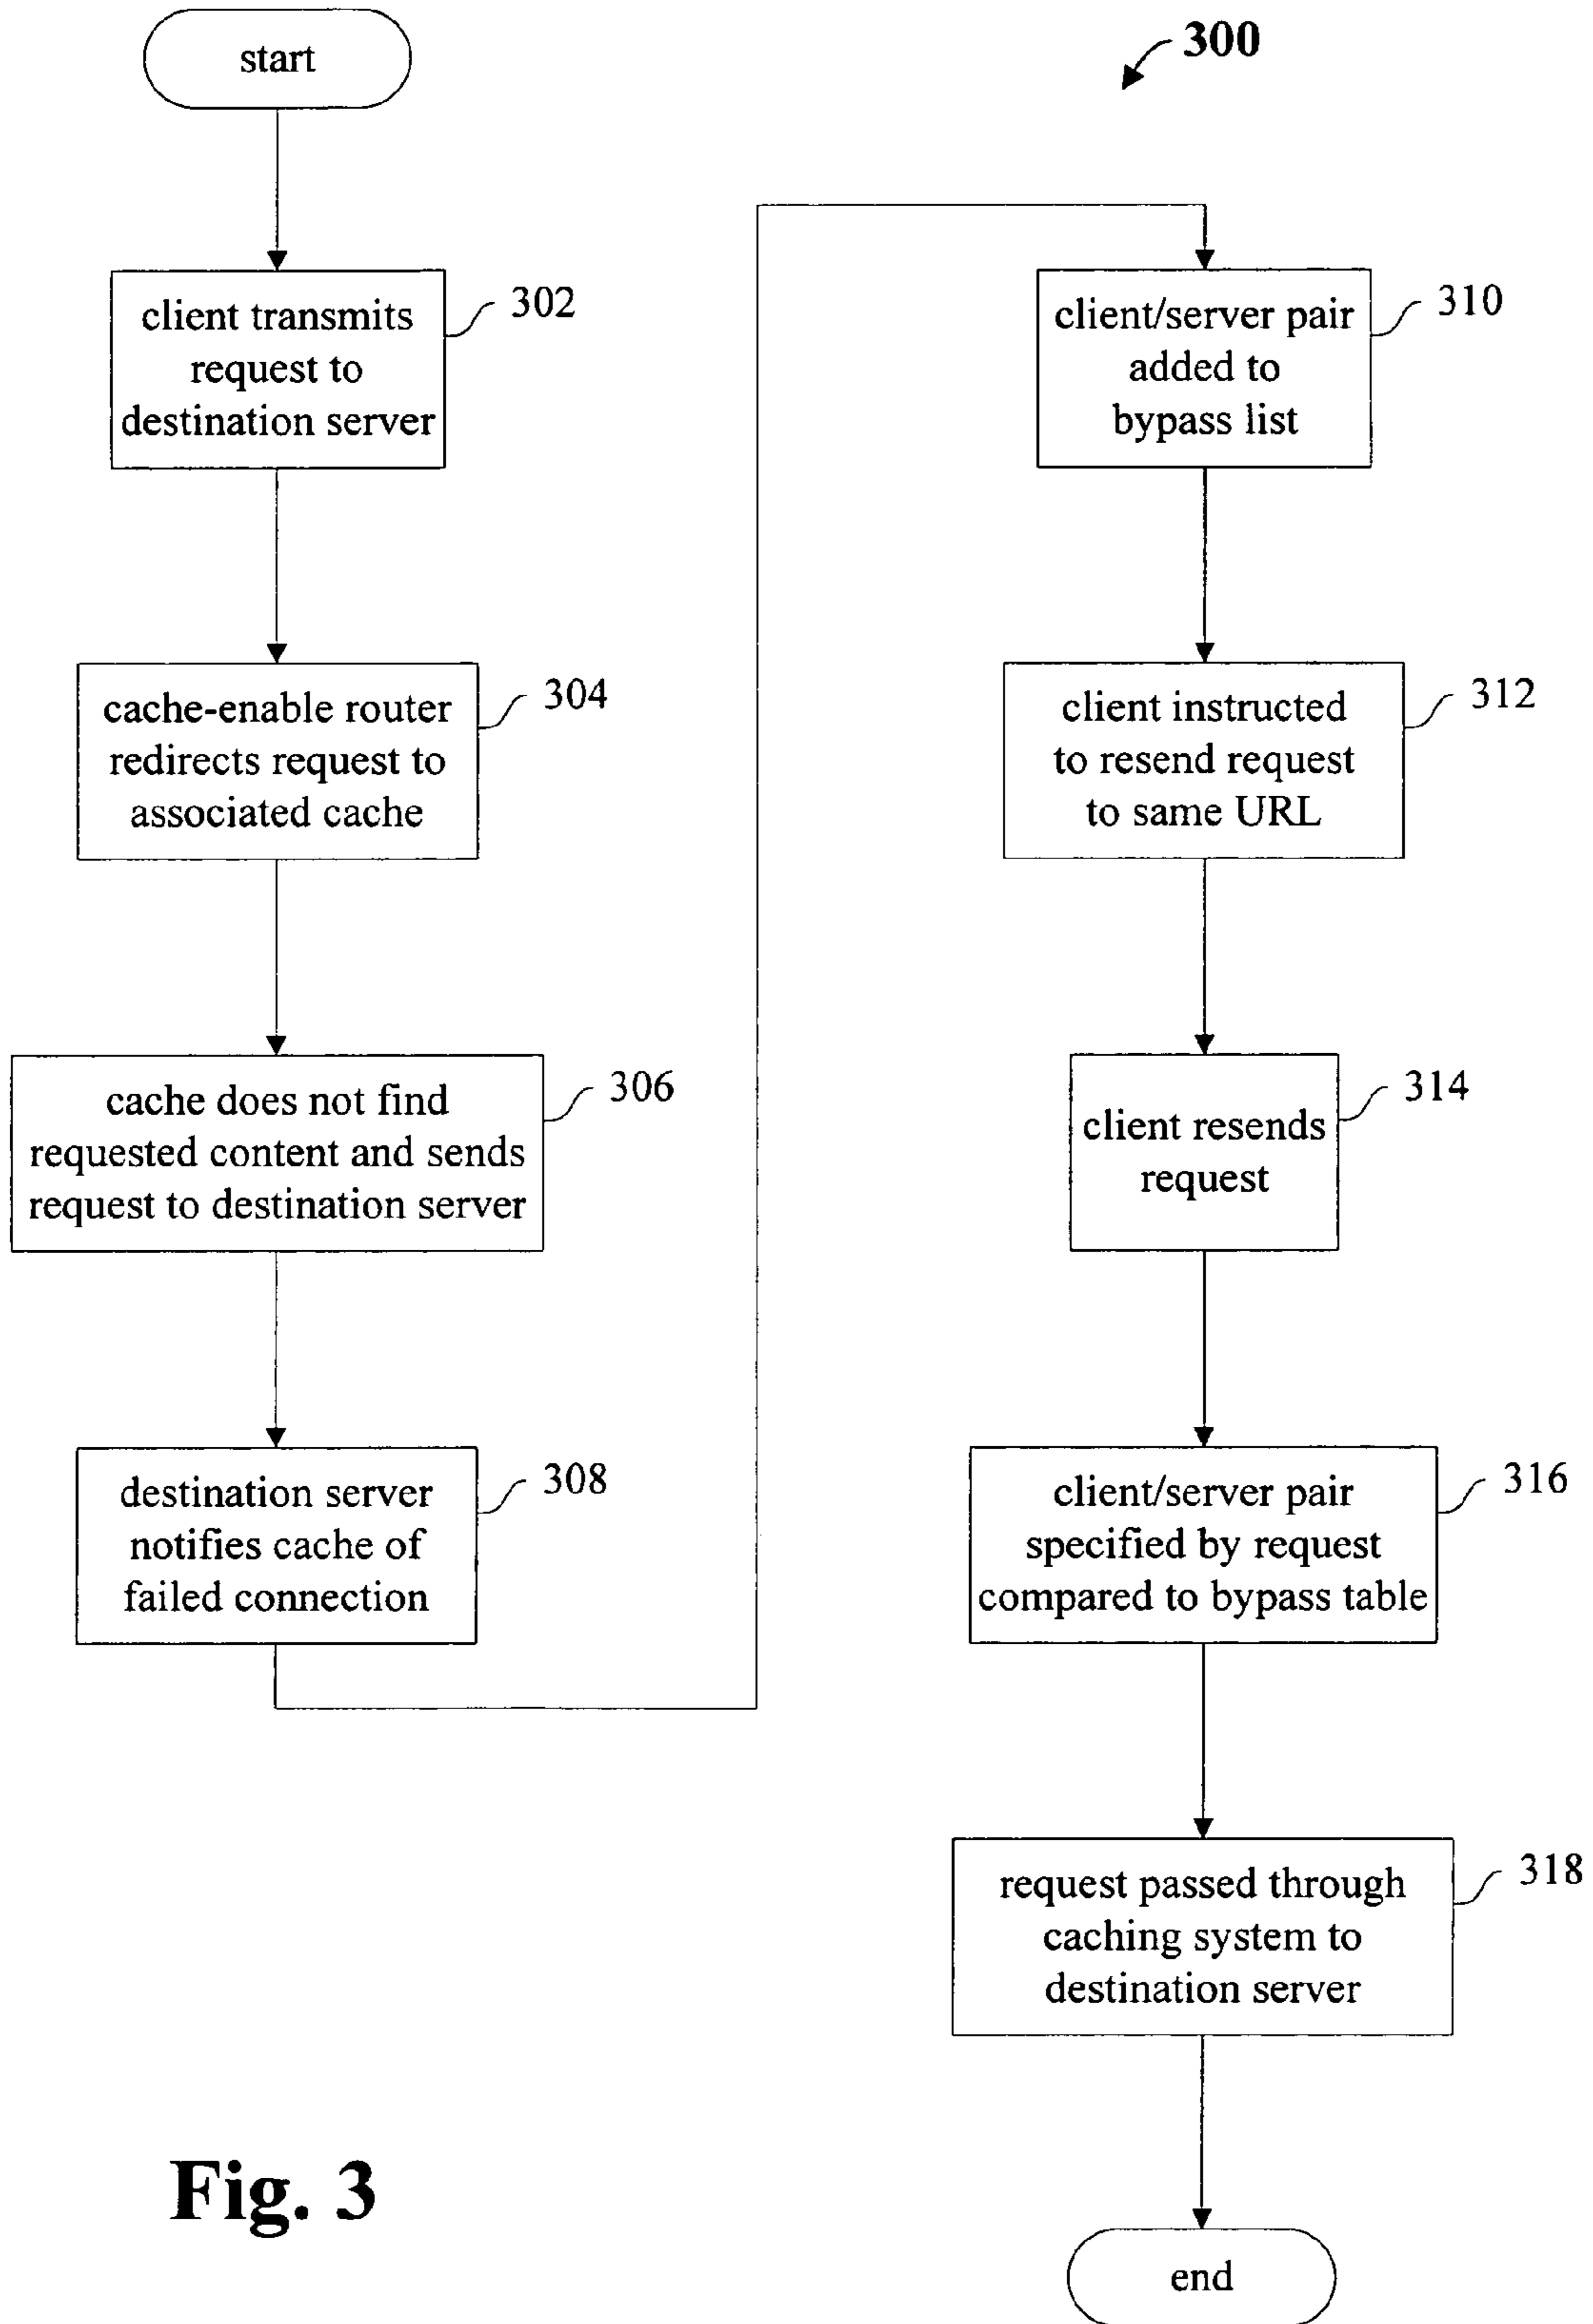 start
300
client transmits
request to
destination server
302
cache-enable router
redirects request to
associated cache
304
cache does not find
requested content and sends
request to destination server
306
destination server
notifies cache of
failed connection
308
client/server pair
added to
bypass list
310
client instructed
to resend request
to same URL
312
client resends
request
314
client/server pair
specified by request
compared to bypass table
316
request passed through
caching system to
destination server
318
end
Fig. 3